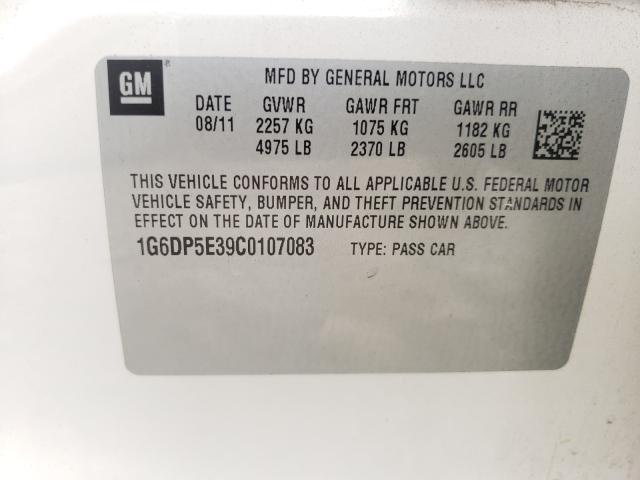 GM
MFD BY GENERAL MOTORS LLC
DATE GVWR GAWR FRT GAWR RR
08/11 2257 KG 1075 KG 1182 KG
4975 LB 2370 LB 2605 LB
THIS VEHICLE CONFORMS TO ALL APPLICABLE U.S. FEDERAL MOTOR
VEHICLE SAFETY, BUMPER, AND THEFT PREVENTION STANDARDS IN
EFFECT ON THE DATE OF MANUFACTURE SHOWN ABOVE.
1G6DP5E39C0107083 TYPE: PASS CAR